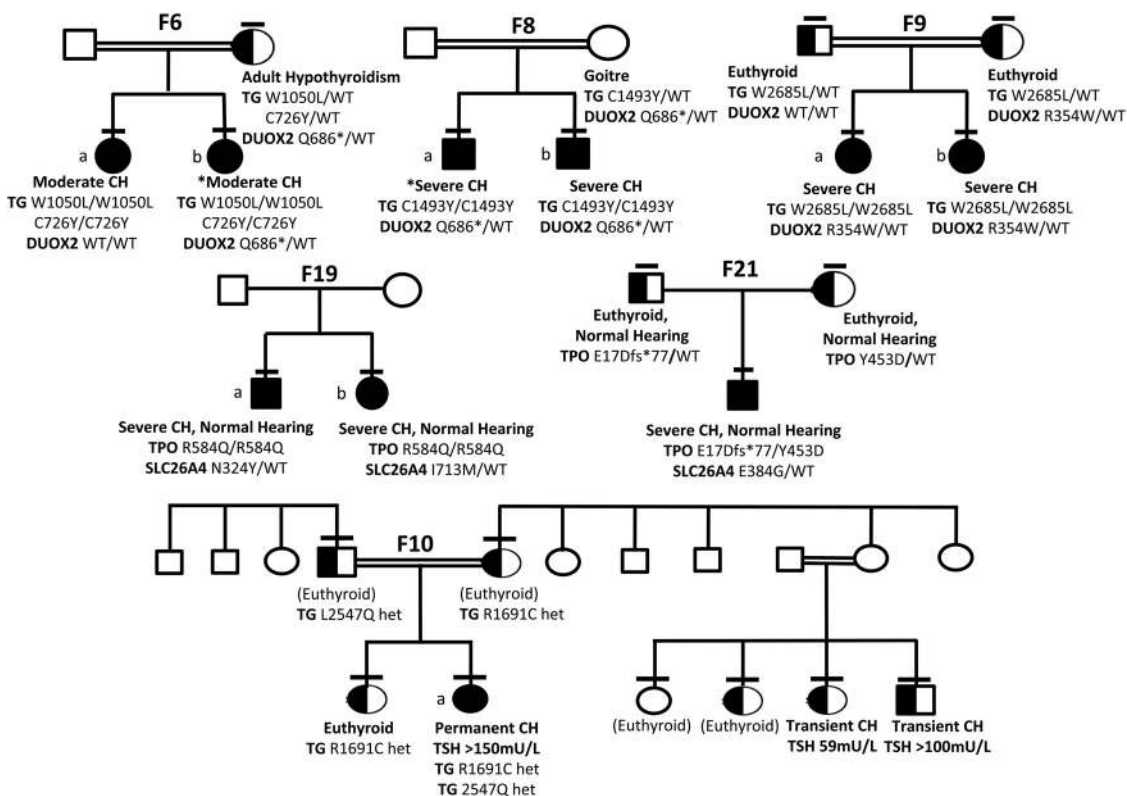 F6
Adult Hypothyroidism
TG W1050L/WT
C726Y/WT
DUOX2 Q686*/WT
a
Moderate CH
TG W1050L/W1050L
C726Y/C726Y
DUOX2 WT/WT
b
*Moderate CH
TG W1050L/W1050L
C726Y/C726Y
DUOX2 Q686*/WT
F8
Goitre
TG C1493Y/WT
DUOX2 Q686*/WT
a
*Severe CH
TG C1493Y/C1493Y
DUOX2 Q686*/WT
b
Severe CH
TG C1493Y/C1493Y
DUOX2 Q686*/WT
F9
Euthyroid
TG W2685L/WT
DUOX2 WT/WT
Euthyroid
TG W2685L/WT
DUOX2 R354W/WT
a
Severe CH
TG W2685L/W2685L
DUOX2 R354W/WT
b
Severe CH
TG W2685L/W2685L
DUOX2 R354W/WT
F19
a
Severe CH, Normal Hearing
TPO R584Q/R584Q
SLC26A4 N324Y/WT
b
Severe CH, Normal Hearing
TPO R584Q/R584Q
SLC26A4 I713M/WT
F21
Euthyroid,
Normal Hearing
TPO E17Dfs*77/WT
Euthyroid,
Normal Hearing
TPO Y453D/WT
Severe CH, Normal Hearing
TPO E17Dfs*77/Y453D
SLC26A4 E384G/WT
F10
(Euthyroid)
TG L2547Q het
(Euthyroid)
TG R1691C het
Euthyroid
TG R1691C het
a
Permanent CH
TSH >150mU/L
TG R1691C het
TG 2547Q het
(Euthyroid)
(Euthyroid)
Transient CH
TSH 59mU/L
Transient CH
TSH >100mU/L